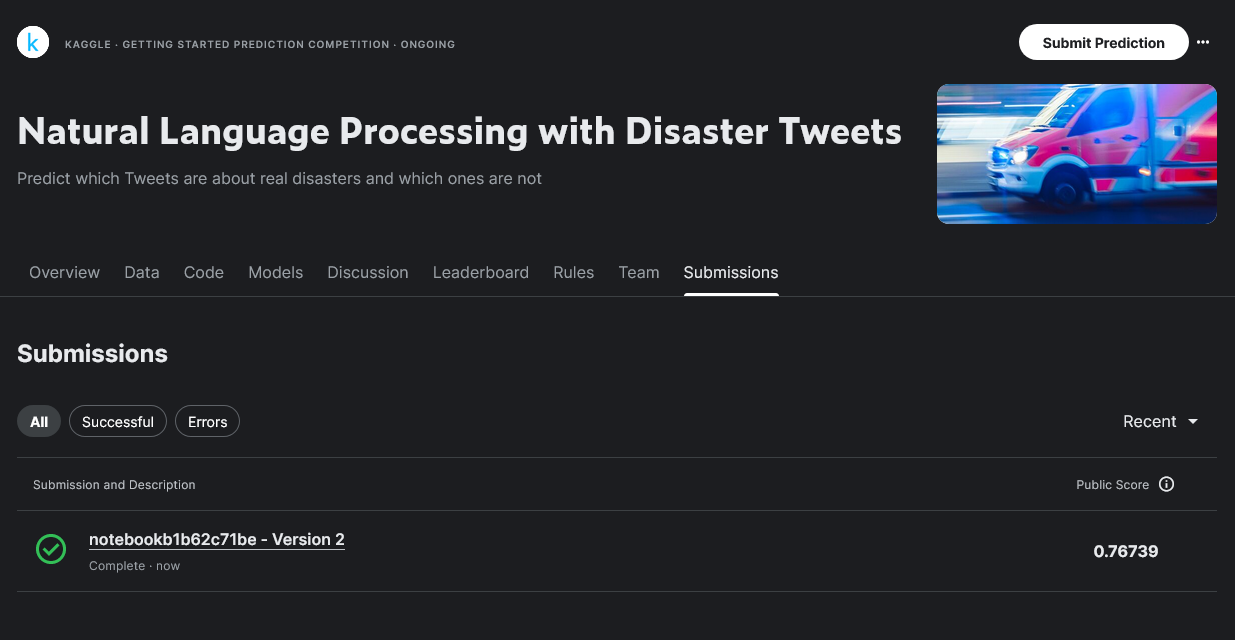 k KAGGLE · GETTING STARTED PREDICTION COMPETITION · ONGOING
Submit Prediction
Natural Language Processing with Disaster Tweets
Predict which Tweets are about real disasters and which ones are not
Overview Data Code Models Discussion Leaderboard Rules Team Submissions
Submissions
All Successful Errors
Recent
Submission and Description
Public Score
notebookb1b62c71be - Version 2
Complete · now
0.76739